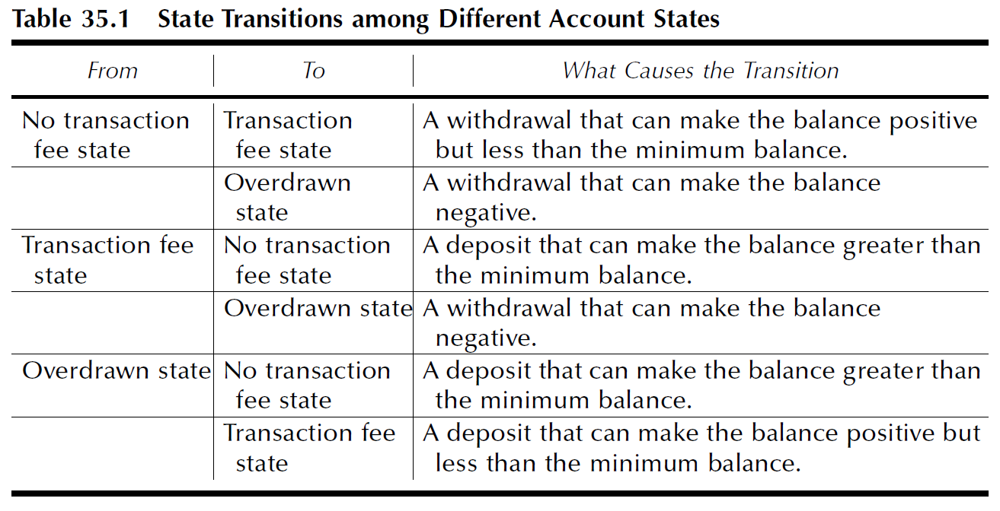 Table 35.1 State Transitions among Different Account States
From To What Causes the Transition
No transaction Transaction A withdrawal that can make the balance positive
fee state fee state but less than the minimum balance.
Overdrawn A withdrawal that can make the balance
state negative.
Transaction fee No transaction A deposit that can make the balance greater than
state fee state the minimum balance.
Overdrawn state A withdrawal that can make the balance
negative.
Overdrawn state No transaction A deposit that can make the balance greater than
fee state the minimum balance.
Transaction fee A deposit that can make the balance positive but
state less than the minimum balance.